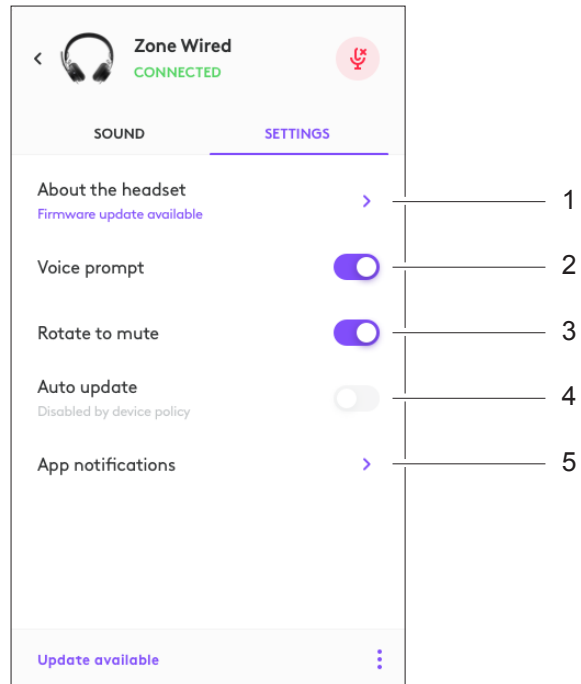 Zone Wired
CONNECTED
SOUND SETTINGS
About the headset
Firmware update available
1
Voice prompt
2
Rotate to mute
3
Auto update
Disabled by device policy
4
App notifications
5
Update available